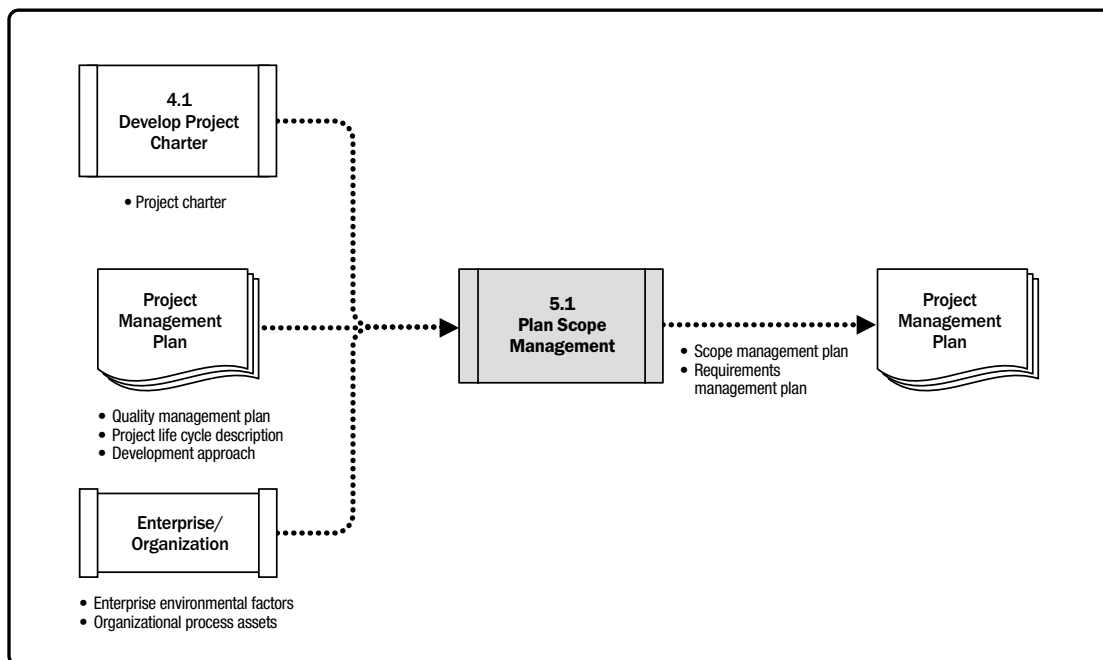 4.1
Develop Project
Charter
• Project charter
Project
Management
Plan
• Quality management plan
• Project life cycle description
• Development approach
Enterprise/
Organization
• Enterprise environmental factors
• Organizational process assets
5.1
Plan Scope
Management
• Scope management plan
• Requirements
management plan
Project
Management
Plan